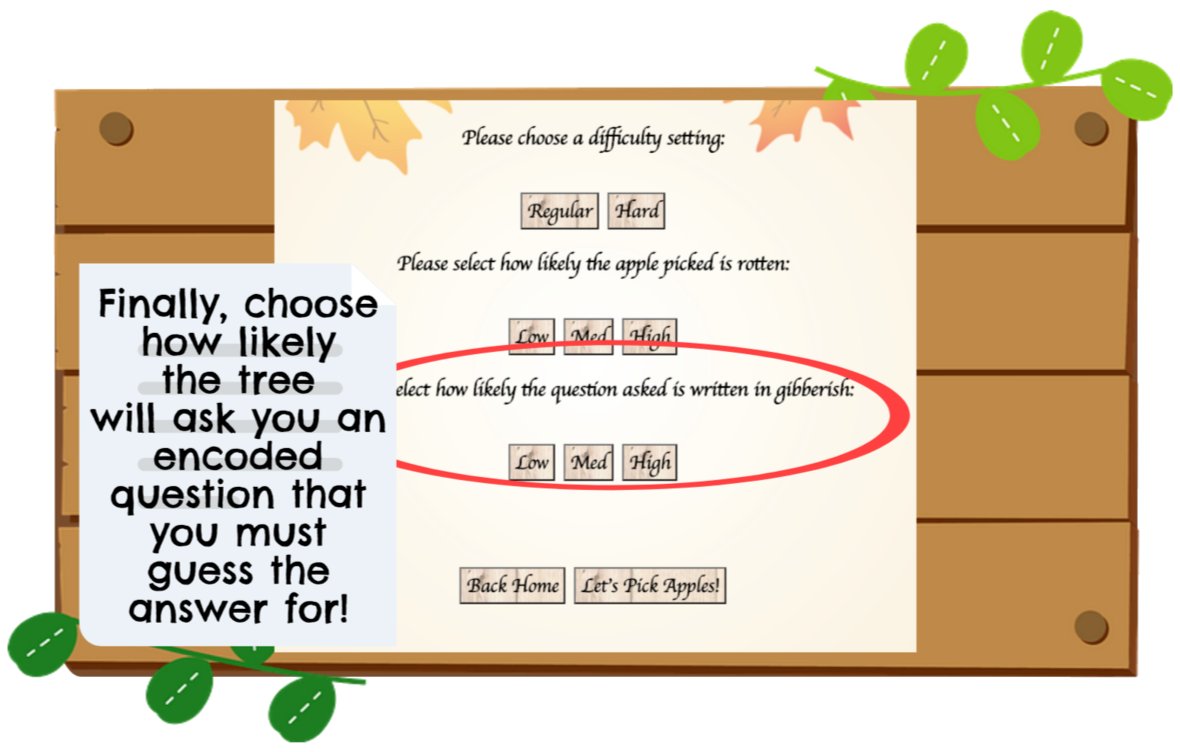 Please choose a difficulty setting:
Regular Hard
Please select how likely the apple picked is rotten:
Low Med High
elect how likely the question asked is written in gibberish:
Low Med High
Back Home Let's Pick Apples!
Finally, choose
how likely
the tree
will ask you an
encoded
question that
you must
guess the
answer for!